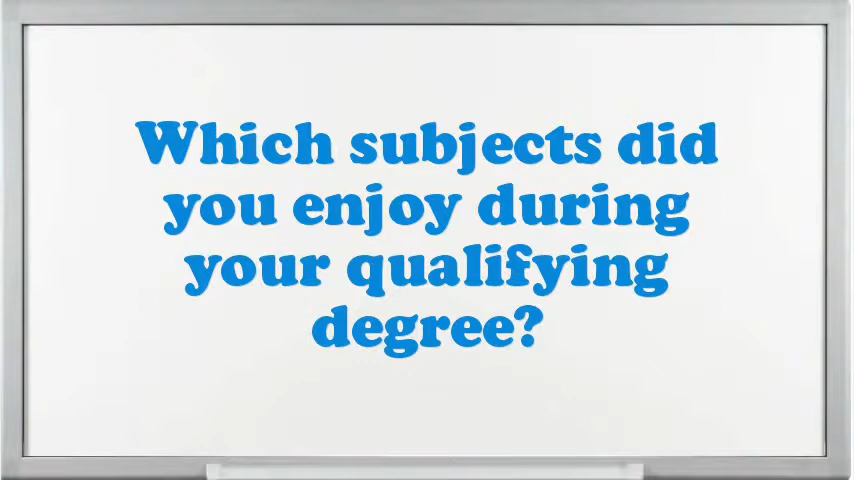 Which subjects did
you enjoy during
your qualifying
degree?